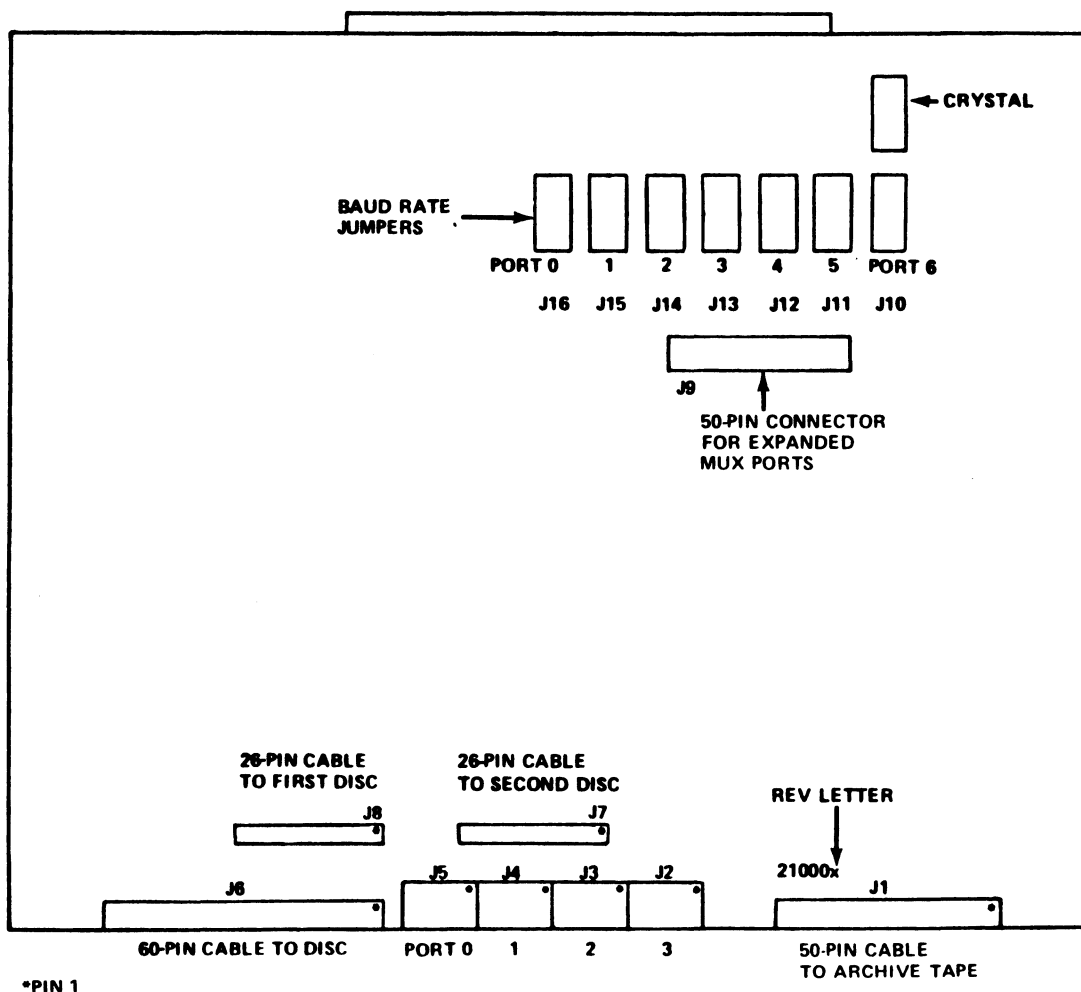 CRYSTAL
BAUD RATE
JUMPERS
PORT 0 1 2 3 4 5 PORT 6
J16 J15 J14 J13 J12 J11 J10
J9
50-PIN CONNECTOR
FOR EXPANDED
MUX PORTS
26-PIN CABLE
TO FIRST DISC
26-PIN CABLE
TO SECOND DISC
REV LETTER
J8
J7
21000x
J6
J5 J4 J3 J2
J1
60-PIN CABLE TO DISC
PORT 0 1 2 3
50-PIN CABLE
TO ARCHIVE TAPE
*PIN 1